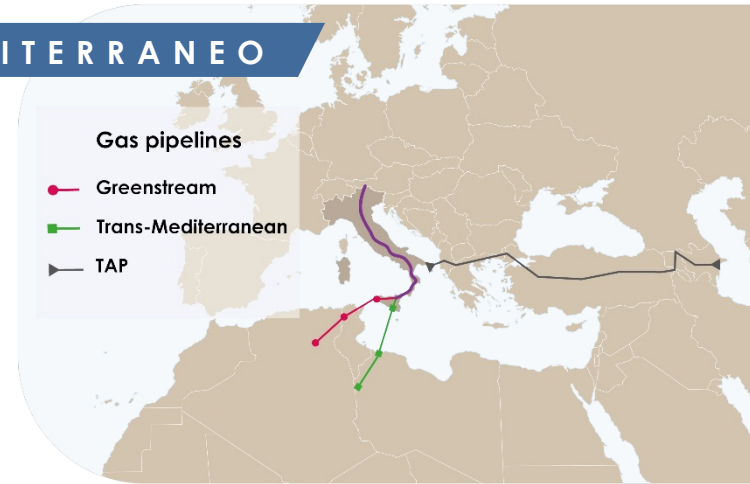 ITERRANEO
Gas pipelines
Greenstream
Trans-Mediterranean
TAP